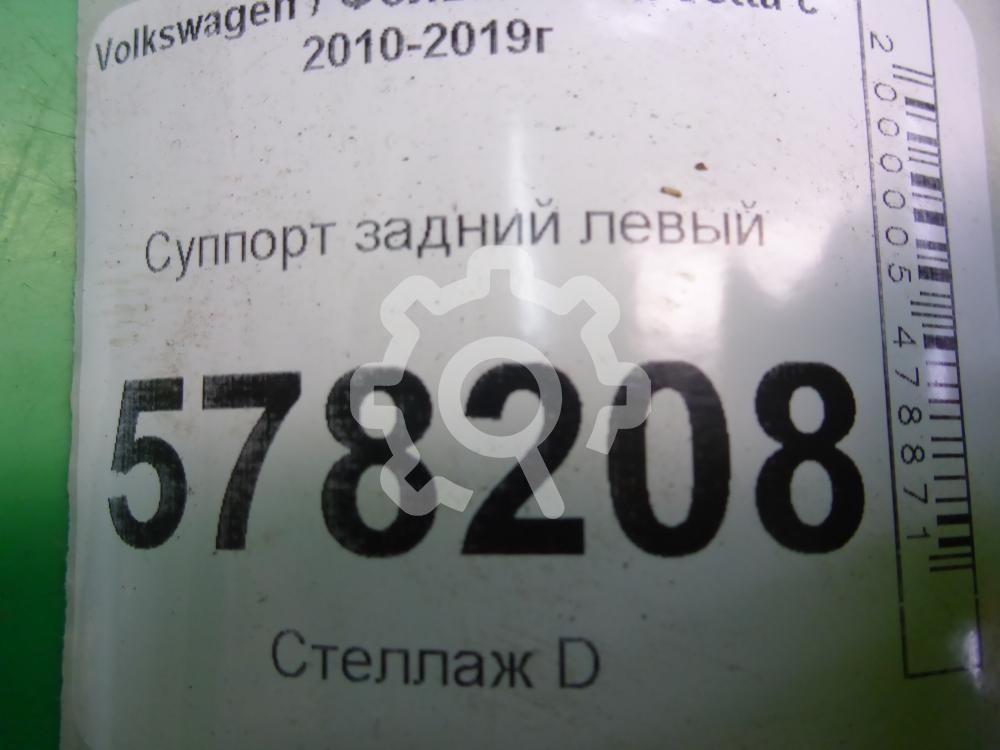 Volkswagen /
2010-2019г
Суппорт задний левый
578208
Стеллаж D
2000005478871